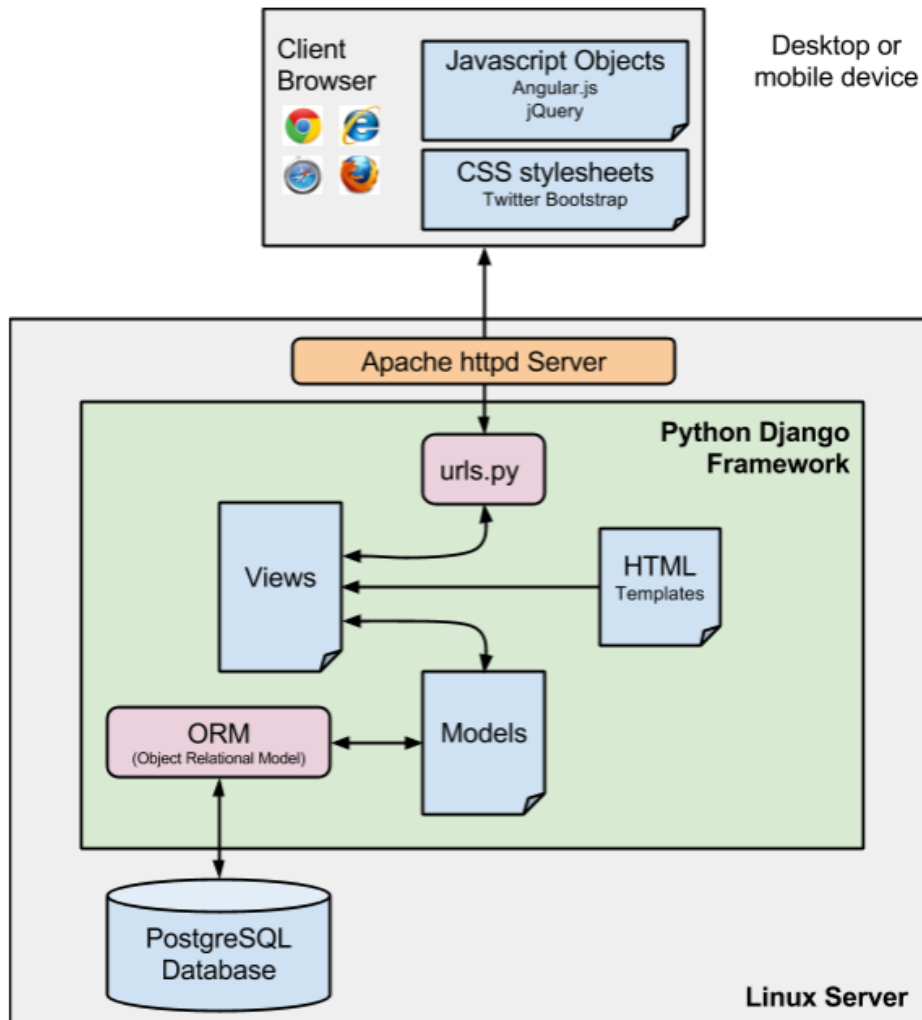 Client
Browser
Javascript Objects
Angular.js
jQuery
CSS stylesheets
Twitter Bootstrap
Desktop or
mobile device
Apache httpd Server
Python Django
Framework
urls.py
Views
HTML
Templates
ORM
(Object Relational Model)
Models
PostgreSQL
Database
Linux Server